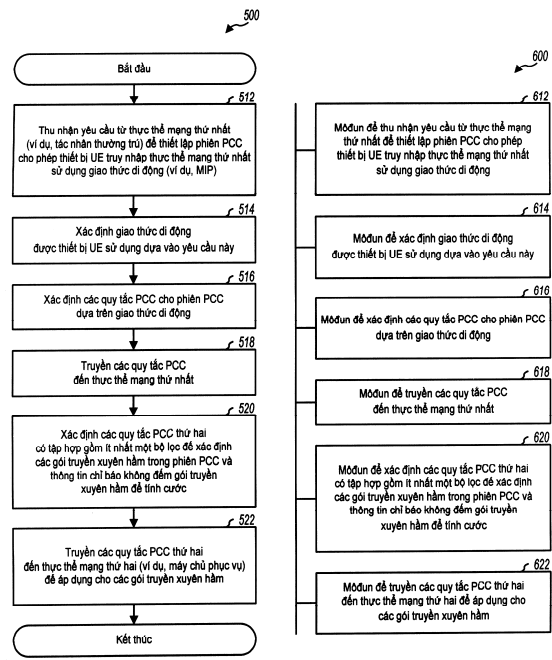 500
Bắt đầu
512
Thu nhận yêu cầu từ thực thể mạng thứ nhất
(ví dụ, tác nhân thường trú) để thiết lập phiên PCC
cho phép thiết bị UE truy nhập thực thể mạng thứ nhất
sử dụng giao thức di động (ví dụ, MIP)
514
Xác định giao thức di động
được thiết bị UE sử dụng dựa vào yêu cầu này
516
Xác định các quy tắc PCC cho phiên PCC
dựa trên giao thức di động
518
Truyền các quy tắc PCC
đến thực thể mạng thứ nhất
520
Xác định các quy tắc PCC thứ hai
có tập hợp gồm ít nhất một bộ lọc để xác định
các gói truyền xuyên hầm trong phiên PCC và
thông tin chỉ báo không đếm gói truyền
xuyên hầm để tính cước
522
Truyền các quy tắc PCC thứ hai
đến thực thể mạng thứ hai (ví dụ, máy chủ phục vụ)
để áp dụng cho các gói truyền xuyên hầm
Kết thúc
600
612
Môđun để thu nhận yêu cầu từ thực thể mạng
thứ nhất để thiết lập phiên PCC cho phép
thiết bị UE truy nhập thực thể mạng thứ nhất
sử dụng giao thức di động
614
Môđun để xác định giao thức di động
được thiết bị UE sử dụng dựa vào yêu cầu này
616
Môđun để xác định các quy tắc PCC cho phiên PCC
dựa trên giao thức di động
618
Môđun để truyền các quy tắc PCC
đến thực thể mạng thứ nhất
620
Môđun để xác định các quy tắc PCC thứ hai
có tập hợp gồm ít nhất một bộ lọc để xác định
các gói truyền xuyên hầm trong phiên PCC và
thông tin chỉ báo không đếm gói truyền
xuyên hầm để tính cước
622
Môđun để truyền các quy tắc PCC thứ hai
đến thực thể mạng thứ hai để áp dụng cho
các gói truyền xuyên hầm